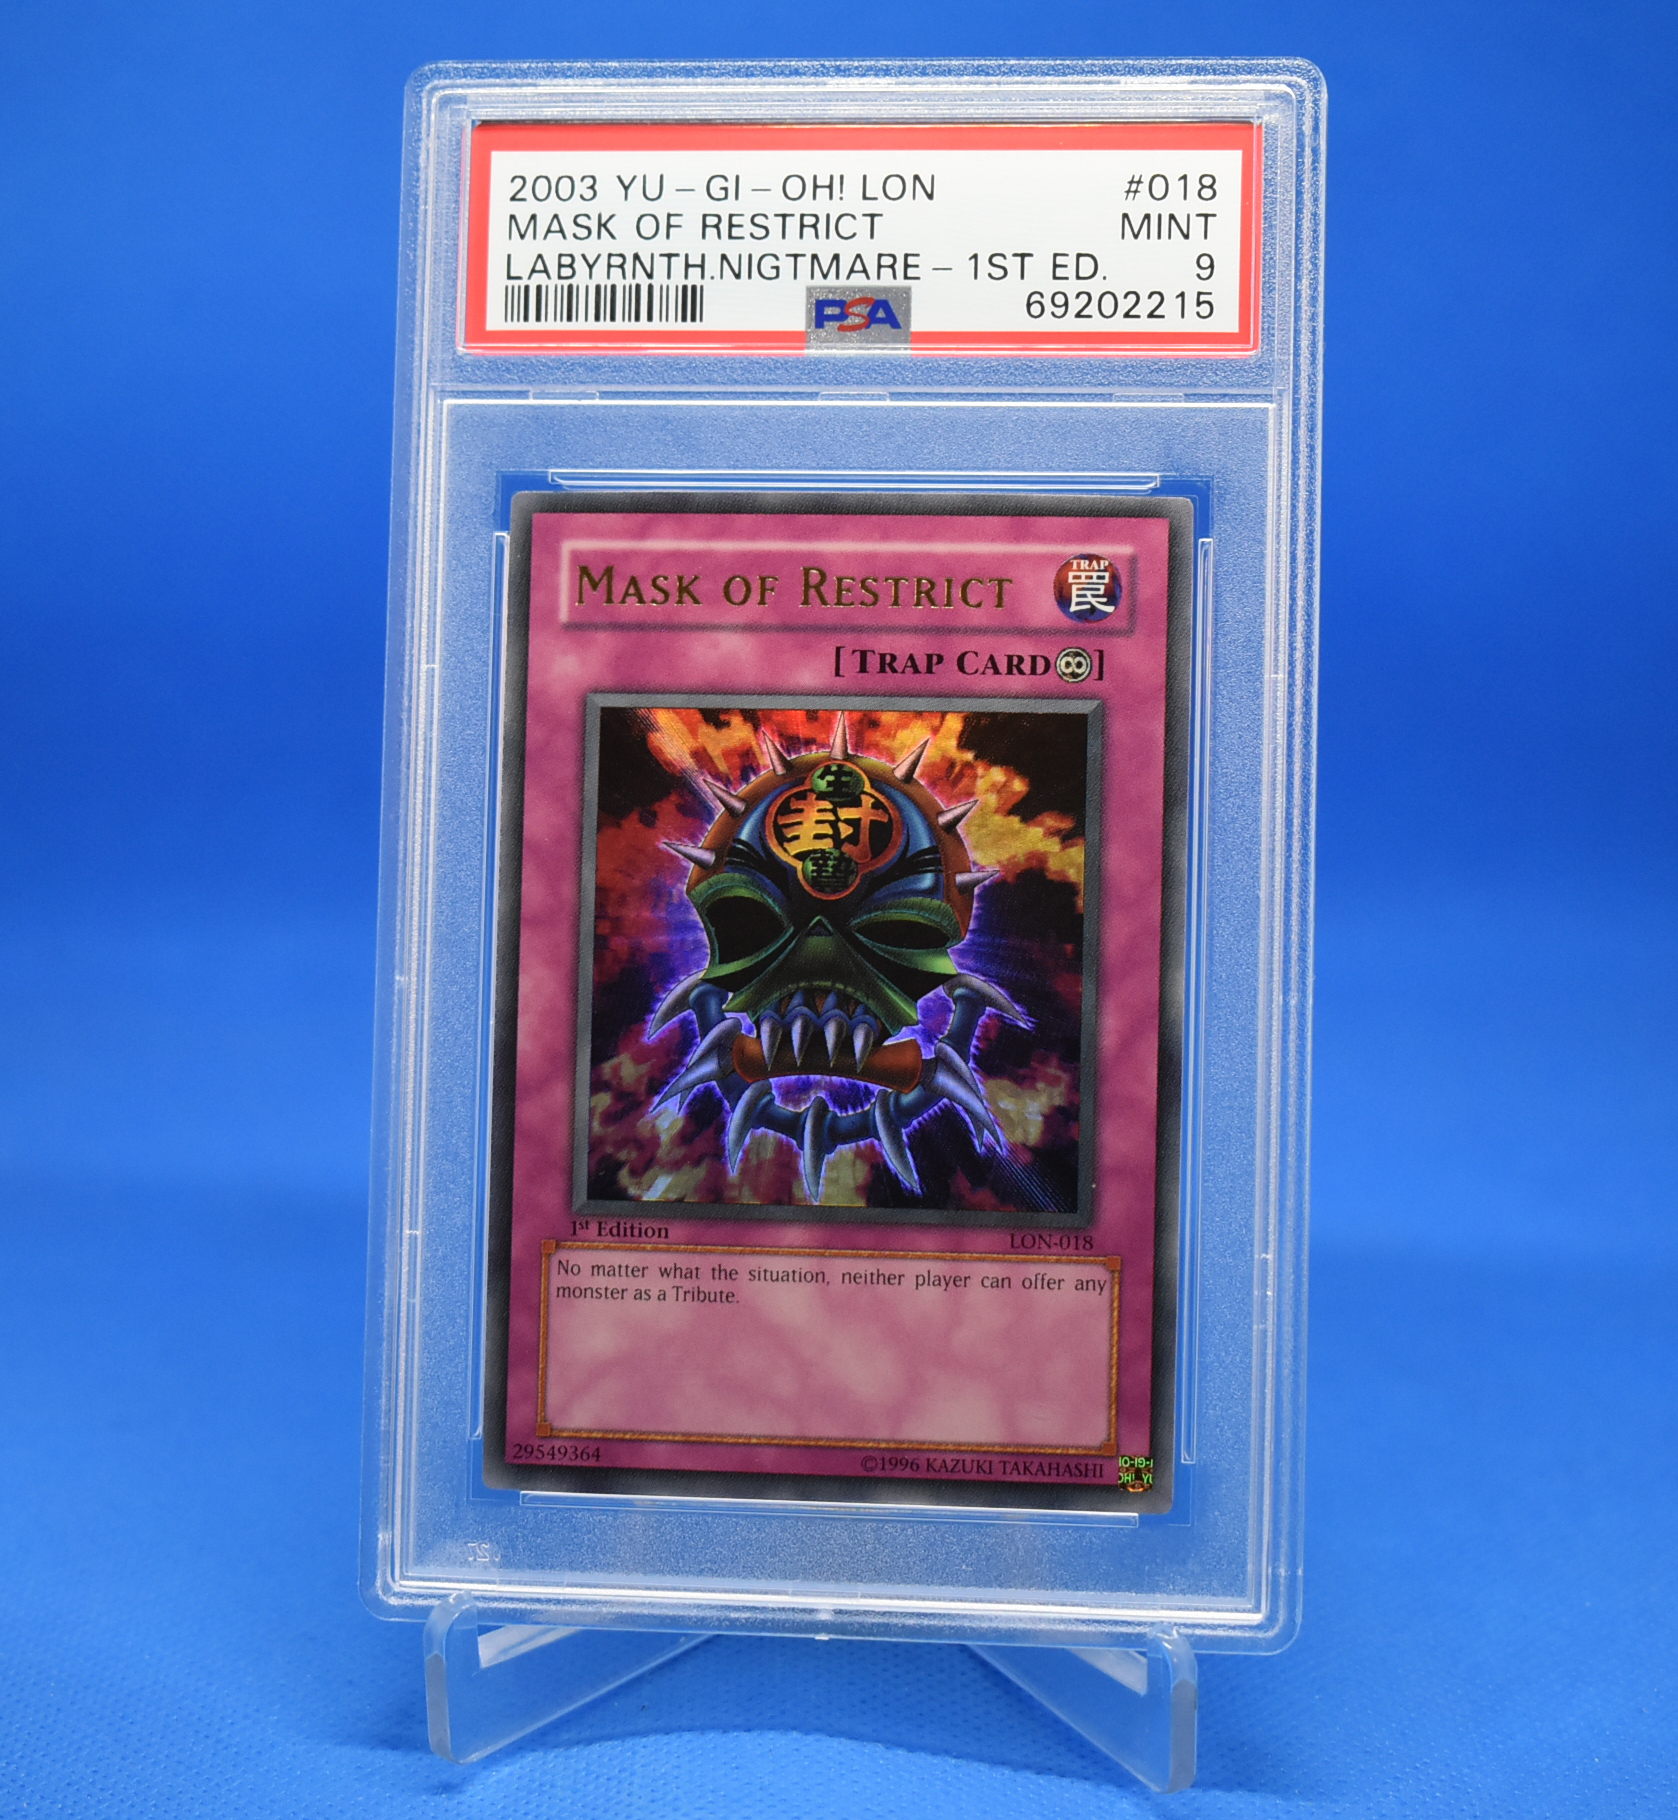 2003 YU-GI-OH! LON #018
MASK OF RESTRICT MINT
LABYRNTH.NIGTMARE-1ST ED. 9
PSA 69202215
MASK OF RESTRICT
TRAP
罠
[TRAP CARD]
生
封
1st Edition LON-018
No matter what the situation, neither player can offer any
monster as a Tribute.
29549364 ©1996 KAZUKI TAKAHASHI